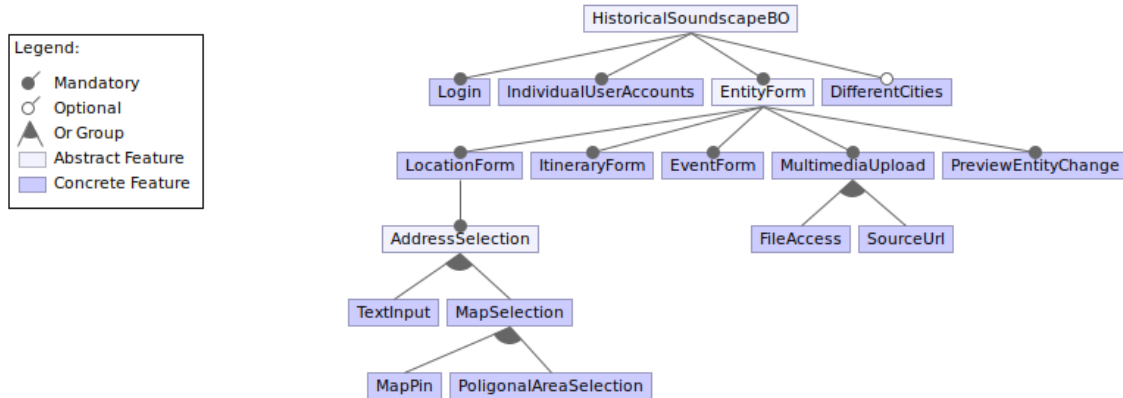 HistoricalSoundscapeBO
Legend:
Mandatory
Optional
Or Group
Abstract Feature
Concrete Feature
Login
IndividualUserAccounts
EntityForm
DifferentCities
LocationForm
ItineraryForm
EventForm
MultimediaUpload
PreviewEntityChange
AddressSelection
FileAccess
SourceUrl
TextInput
MapSelection
MapPin
PoligonalAreaSelection